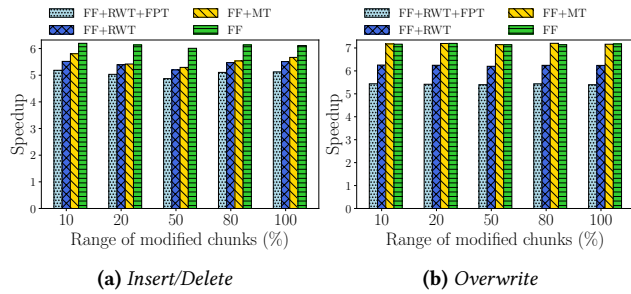 FF+RWT+FPT FF+MT
FF+RWT FF
Speedup
6
5
4
3
2
1
0
10 20 50 80 100
Range of modified chunks (%)
(a) Insert/Delete
FF+RWT+FPT FF+MT
FF+RWT FF
Speedup
7
6
5
4
3
2
1
0
10 20 50 80 100
Range of modified chunks (%)
(b) Overwrite